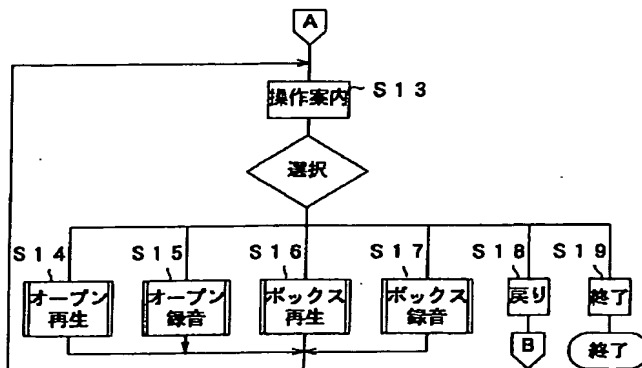 A
操作案内
S13
選択
S14
S15
S16
S17
S18
S19
オープン
再生
オープン
録音
ボックス
再生
ボックス
録音
戻り
終了
B
終了